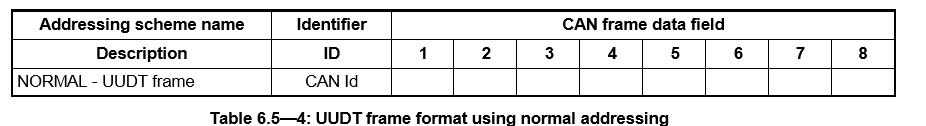 Addressing scheme name Identifier CAN frame data field
Description ID 1 2 3 4 5 6 7 8
NORMAL - UUDT frame CAN Id
Table 6.5—4: UUDT frame format using normal addressing